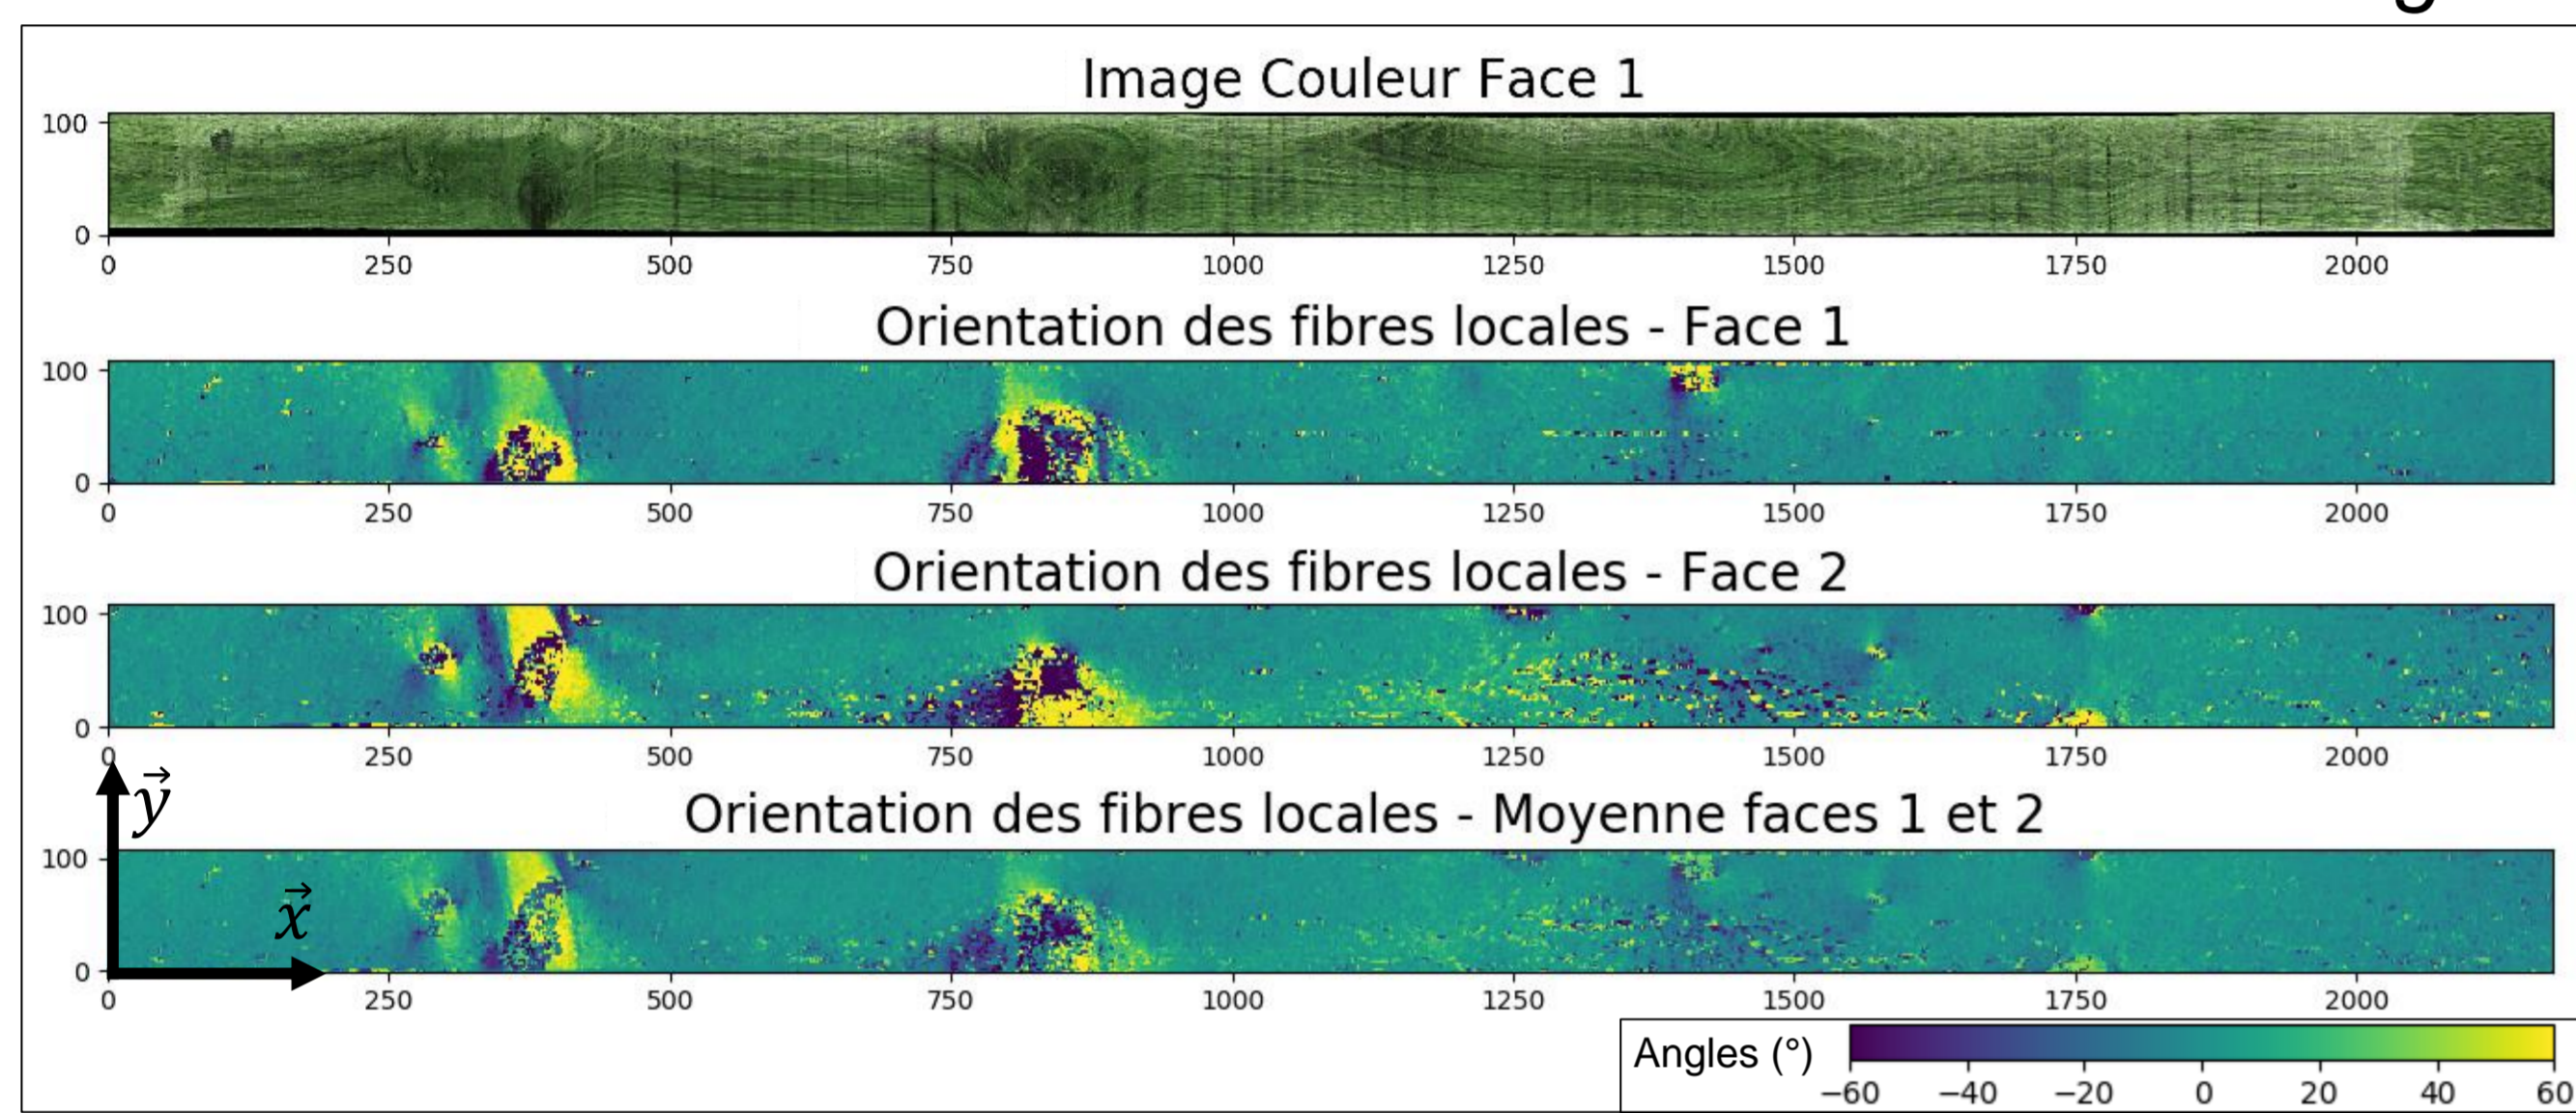 Image Couleur Face 1
100
0
0 250 500 750 1000 1250 1500 1750 2000
Orientation des fibres locales - Face 1
100
0
0 250 500 750 1000 1250 1500 1750 2000
Orientation des fibres locales - Face 2
100
0
0 250 500 750 1000 1250 1500 1750 2000
y⃗
Orientation des fibres locales - Moyenne faces 1 et 2
100
x⃗
0
0 250 500 750 1000 1250 1500 1750 2000
Angles (°)
−60 −40 −20 0 20 40 60